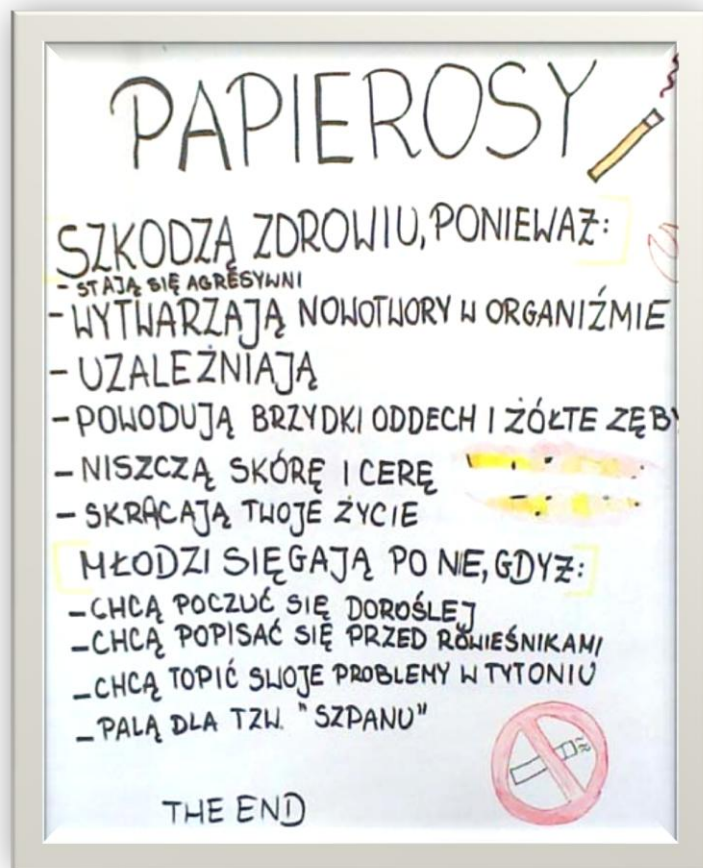 PAPIEROSY
SZKODZĄ ZDROWIU, PONIEWAŻ:
- STAJĄ SIĘ AGRESYWNI
- WYTWARZAJĄ NOWOTWORY W ORGANIŹMIE
- UZALEŻNIAJĄ
- POWODUJĄ BRZYDKI ODDECH I ŻÓŁTE ZĘBY
- NISZCZĄ SKÓRĘ I CERĘ
- SKRACAJĄ TWOJE ŻYCIE
MŁODZI SIĘGAJĄ PO NIE, GDYŻ:
- CHCĄ POCZUĆ SIĘ DOROŚLEJ
- CHCĄ POPISAĆ SIĘ PRZED RÓWIEŚNIKAMI
- CHCĄ TOPIĆ SWOJE PROBLEMY W TYTONIU
- PALĄ DLA TZW. "SZPANU"
THE END